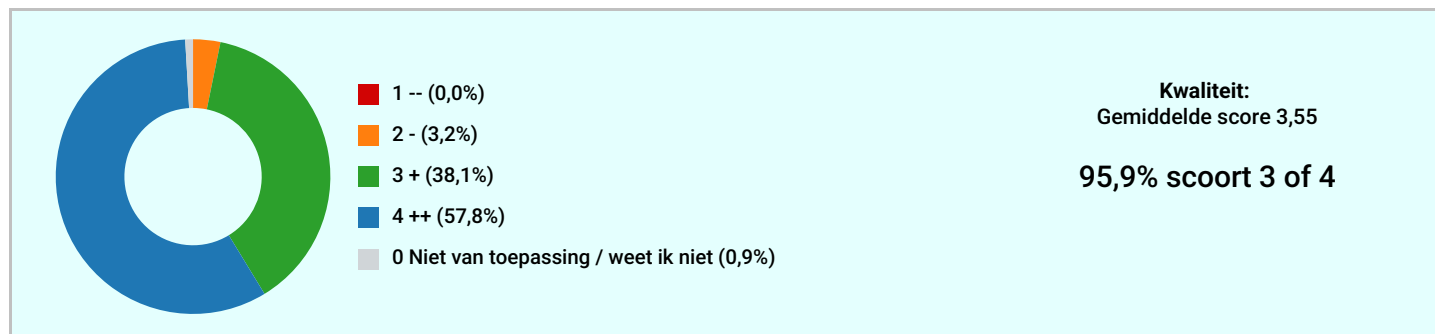 1 -- (0,0%)
2 - (3,2%)
3 + (38,1%)
4 ++ (57,8%)
0 Niet van toepassing / weet ik niet (0,9%)
Kwaliteit:
Gemiddelde score 3,55
95,9% scoort 3 of 4